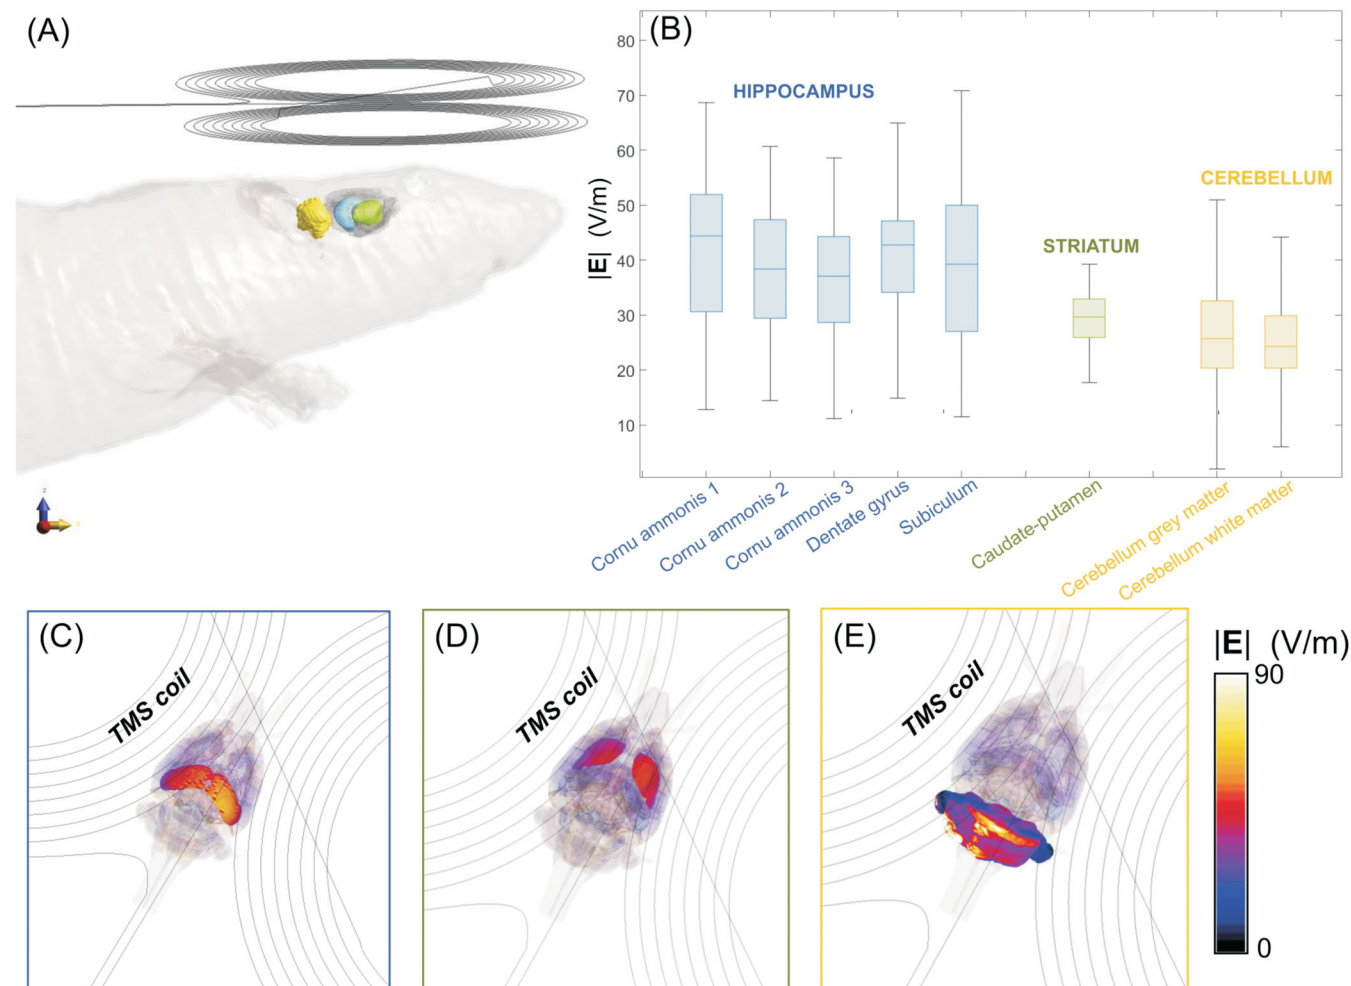 (A)
z
(B)
80
70
60
50
40
30
20
10
|E| (V/m)
HIPPOCAMPUS
STRIATUM
CEREBELLUM
Cornu ammonis 1
Cornu ammonis 2
Cornu ammonis 3
Dentate gyrus
Subiculum
Caudate-putamen
Cerebellum grey matter
Cerebellum white matter
(C)
TMS coil
(D)
TMS coil
(E)
TMS coil
|E| (V/m)
90
0